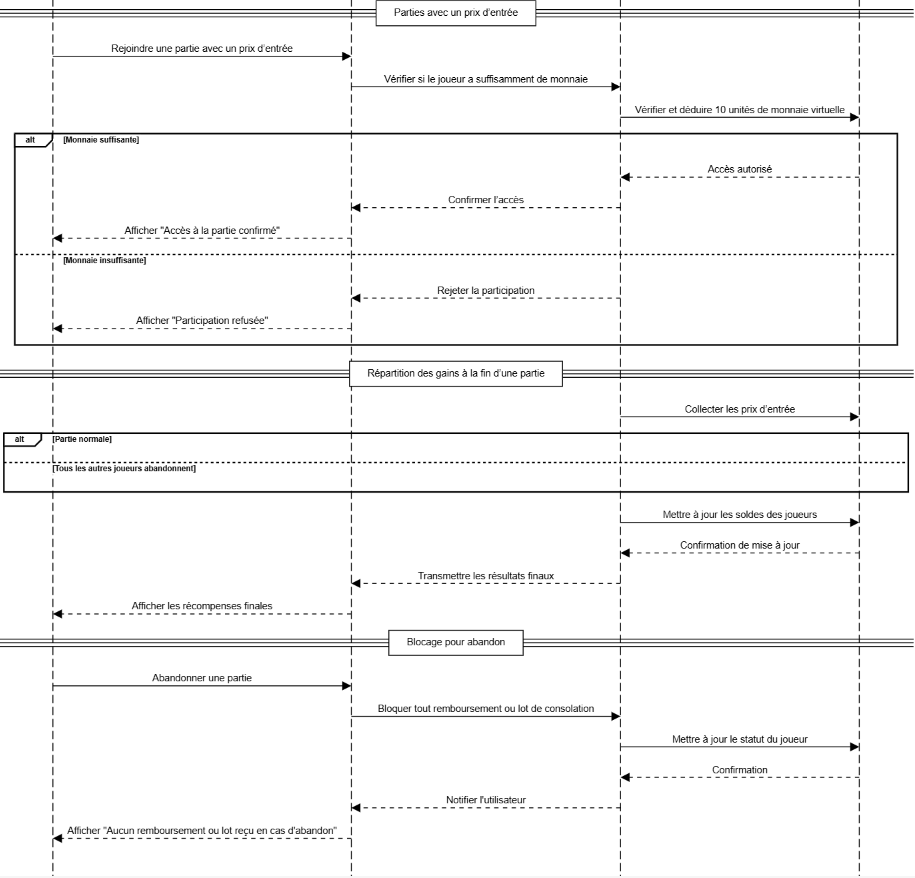 Parties avec un prix d'entrée
Rejoindre une partie avec un prix d'entrée
Vérifier si le joueur a suffisamment de monnaie
Vérifier et déduire 10 unités de monnaie virtuelle
alt [Monnaie suffisante]
Accès autorisé
Confirmer l'accès
Afficher "Accès à la partie confirmé"
[Monnaie insuffisante]
Rejeter la participation
Afficher "Participation refusée"
Répartition des gains à la fin d'une partie
Collecter les prix d'entrée
alt [Partie normale]
[Tous les autres joueurs abandonnent]
Mettre à jour les soldes des joueurs
Confirmation de mise à jour
Transmettre les résultats finaux
Afficher les récompenses finales
Blocage pour abandon
Abandonner une partie
Bloquer tout remboursement ou lot de consolation
Mettre à jour le statut du joueur
Confirmation
Notifier l'utilisateur
Afficher "Aucun remboursement ou lot reçu en cas d'abandon"